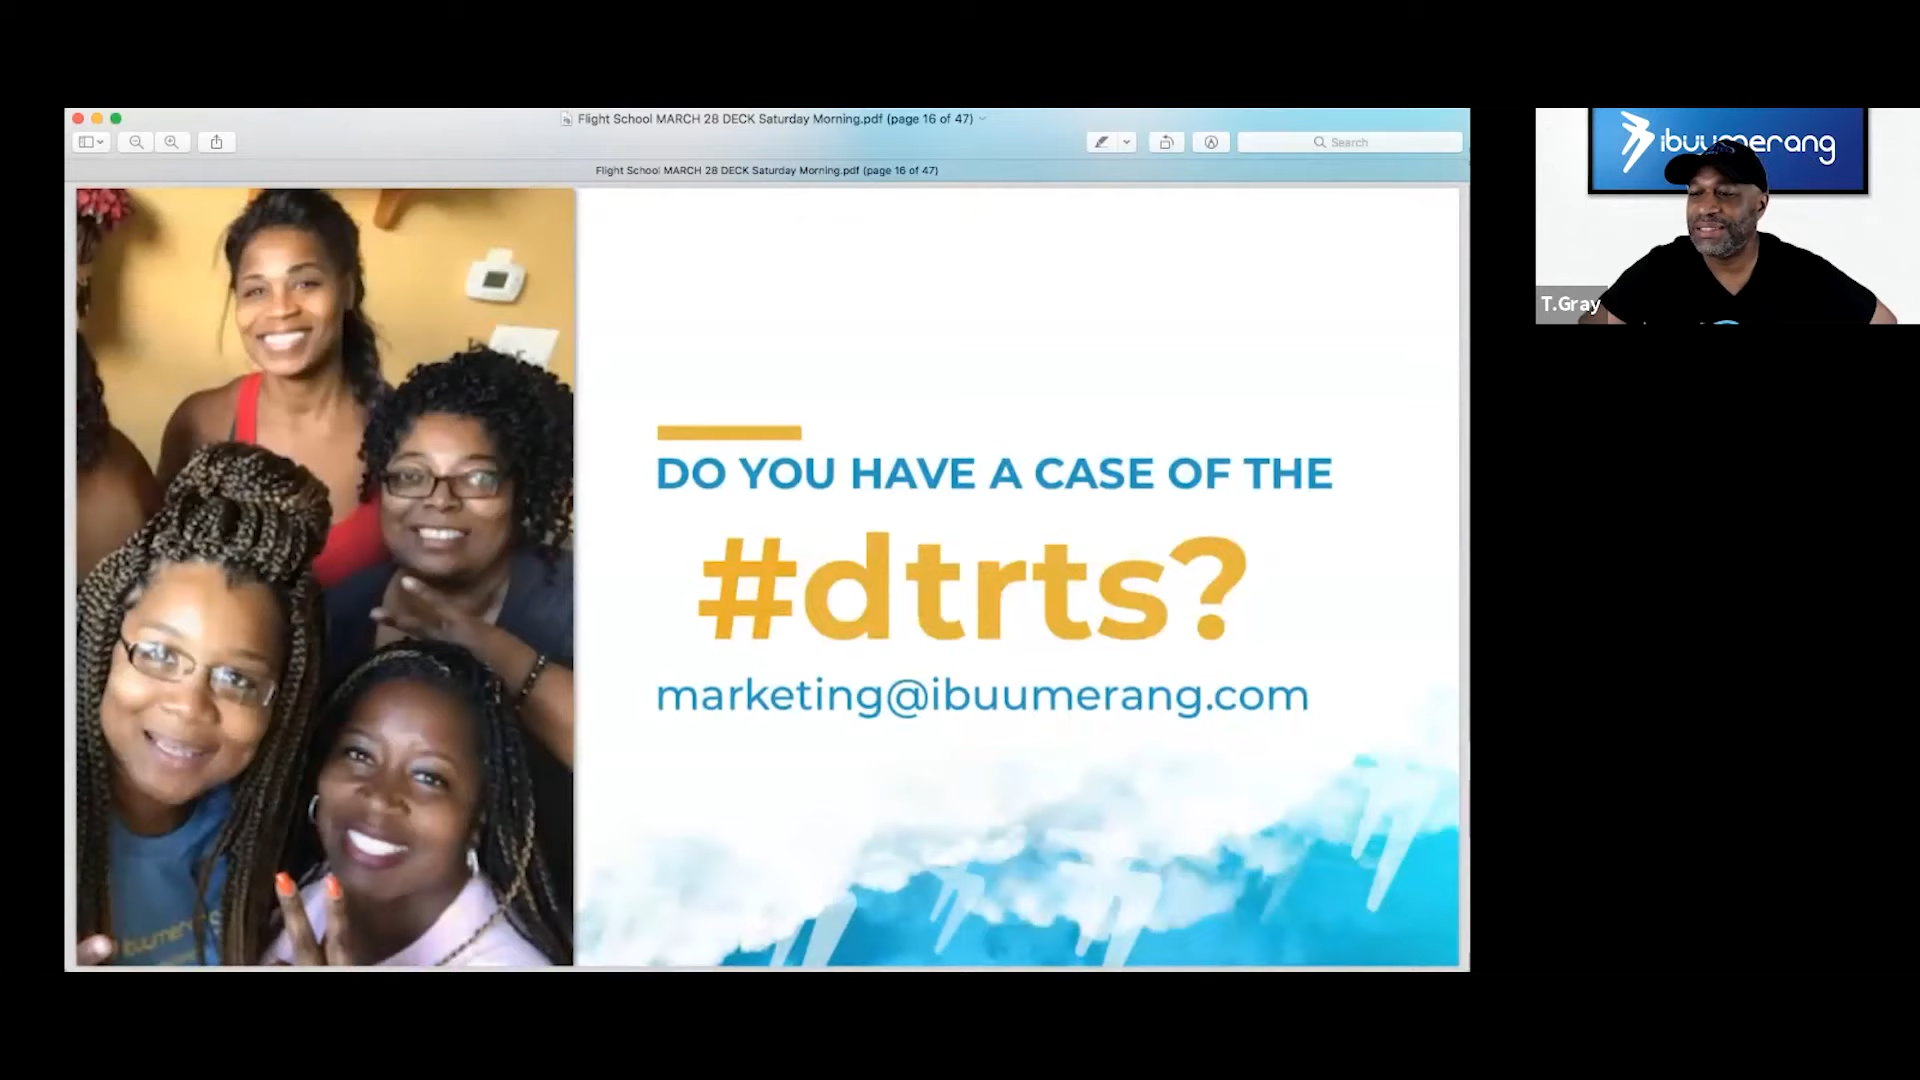 Flight School MARCH 28 DECK Saturday Morning.pdf (page 16 of 47)
Search
Flight School MARCH 28 DECK Saturday Morning.pdf (page 16 of 47)
DO YOU HAVE A CASE OF THE
#dtrts?
marketing@ibuumerang.com
ibuumerang
T.Gray